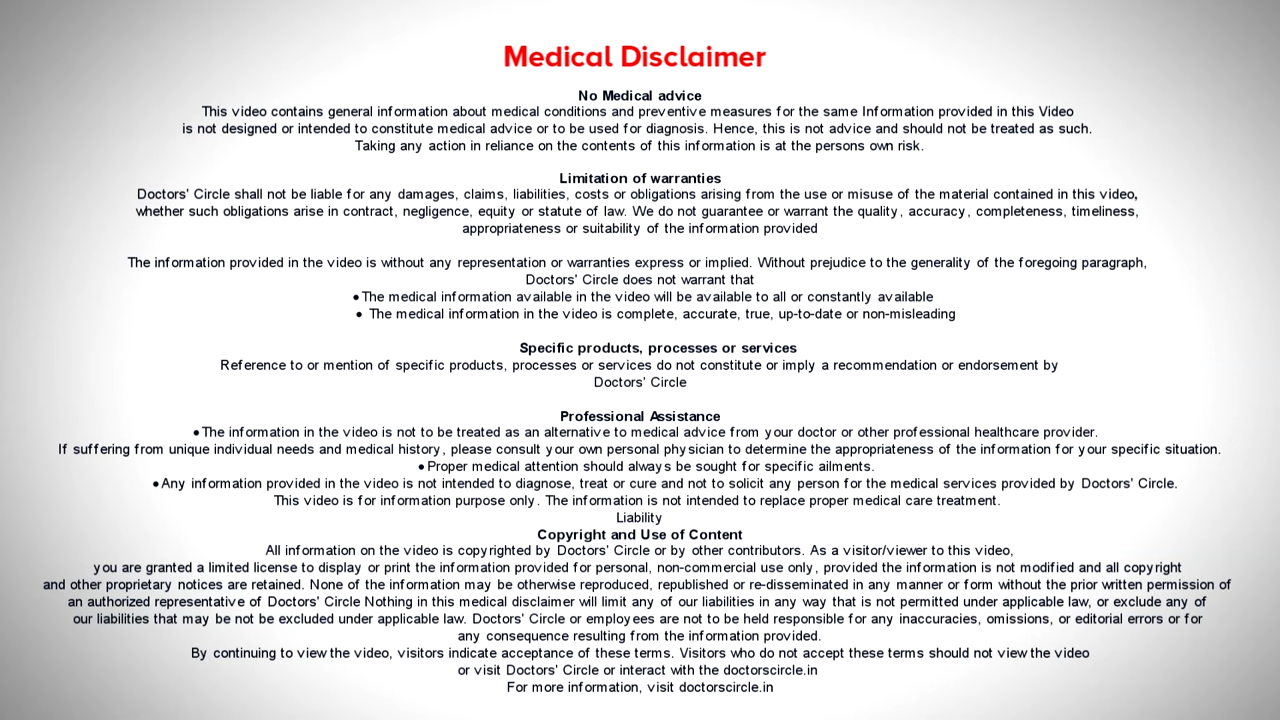 Medical Disclaimer
No Medical advice
This video contains general information about medical conditions and preventive measures for the same Information provided in this Video
is not designed or intended to constitute medical advice or to be used for diagnosis. Hence, this is not advice and should not be treated as such.
Taking any action in reliance on the contents of this information is at the persons own risk.
Limitation of warranties
Doctors' Circle shall not be liable for any damages, claims, liabilities, costs or obligations arising from the use or misuse of the material contained in this video,
whether such obligations arise in contract, negligence, equity or statute of law. We do not guarantee or warrant the quality, accuracy, completeness, timeliness,
appropriateness or suitability of the information provided
The information provided in the video is without any representation or warranties express or implied. Without prejudice to the generality of the foregoing paragraph,
Doctors' Circle does not warrant that
• The medical information available in the video will be available to all or constantly available
• The medical information in the video is complete, accurate, true, up-to-date or non-misleading
Specific products, processes or services
Reference to or mention of specific products, processes or services do not constitute or imply a recommendation or endorsement by
Doctors' Circle
Professional Assistance
• The information in the video is not to be treated as an alternative to medical advice from your doctor or other professional healthcare provider.
If suffering from unique individual needs and medical history, please consult your own personal physician to determine the appropriateness of the information for your specific situation.
• Proper medical attention should always be sought for specific ailments.
• Any information provided in the video is not intended to diagnose, treat or cure and not to solicit any person for the medical services provided by Doctors' Circle.
This video is for information purpose only. The information is not intended to replace proper medical care treatment.
Liability
Copyright and Use of Content
All information on the video is copyrighted by Doctors' Circle or by other contributors. As a visitor/viewer to this video,
you are granted a limited license to display or print the information provided for personal, non-commercial use only, provided the information is not modified and all copyright
and other proprietary notices are retained. None of the information may be otherwise reproduced, republished or re-disseminated in any manner or form without the prior written permission of
an authorized representative of Doctors' Circle Nothing in this medical disclaimer will limit any of our liabilities in any way that is not permitted under applicable law, or exclude any of
our liabilities that may be not be excluded under applicable law. Doctors' Circle or employees are not to be held responsible for any inaccuracies, omissions, or editorial errors or for
any consequence resulting from the information provided.
By continuing to view the video, visitors indicate acceptance of these terms. Visitors who do not accept these terms should not view the video
or visit Doctors' Circle or interact with the doctorscircle.in
For more information, visit doctorscircle.in